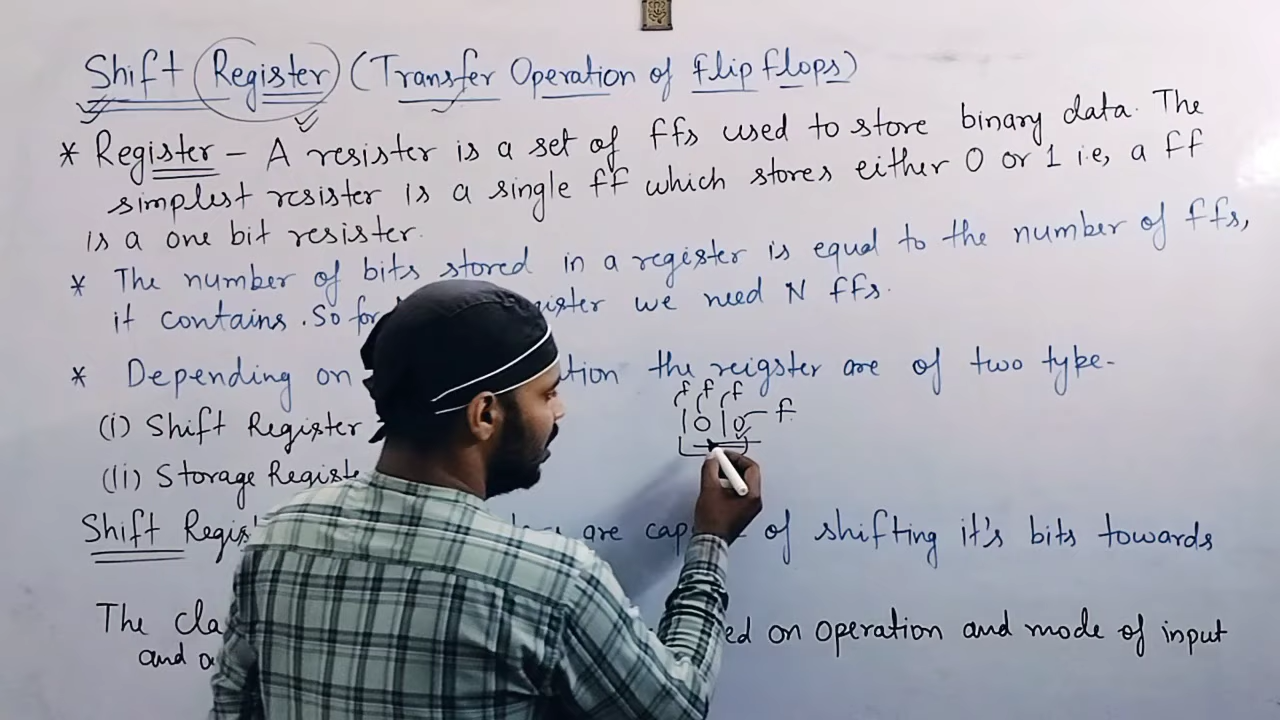 Shift Register (Transfer Operation of flip flops)
* Register - A resister is a set of ffs used to store binary data. The
simplest resister is a single ff which stores either 0 or 1 i.e, a ff
is a one bit resister.
* The number of bits stored in a register is equal to the number of ffs,
it contains. So for we need N ffs.
* Depending on the reigster are of two type-
f f f
1010 f
(i) Shift Register
(ii) Storage
Shift are of shifting it's bits towards
The on operation and mode of input
and